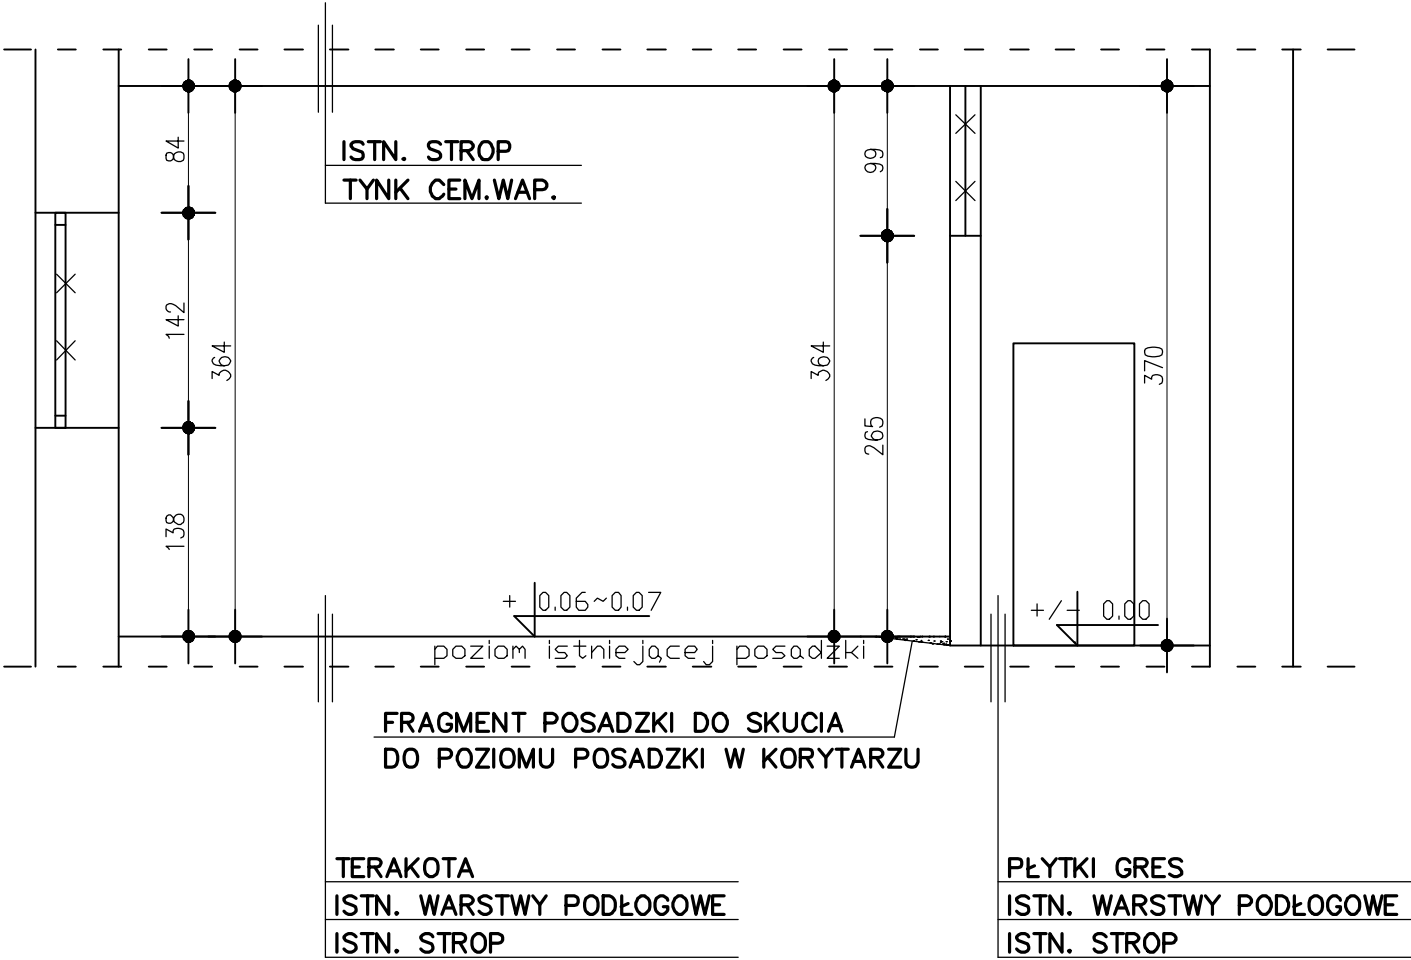 ISTN. STROP
TYNK CEM.WAP.
84
99
142
364
364
370
265
138
+ 0.06~0.07
+/- 0.00
poziom istniejącej posadzki
FRAGMENT POSADZKI DO SKUCIA
DO POZIOMU POSADZKI W KORYTARZU
TERAKOTA
ISTN. WARSTWY PODŁOGOWE
ISTN. STROP
PŁYTKI GRES
ISTN. WARSTWY PODŁOGOWE
ISTN. STROP